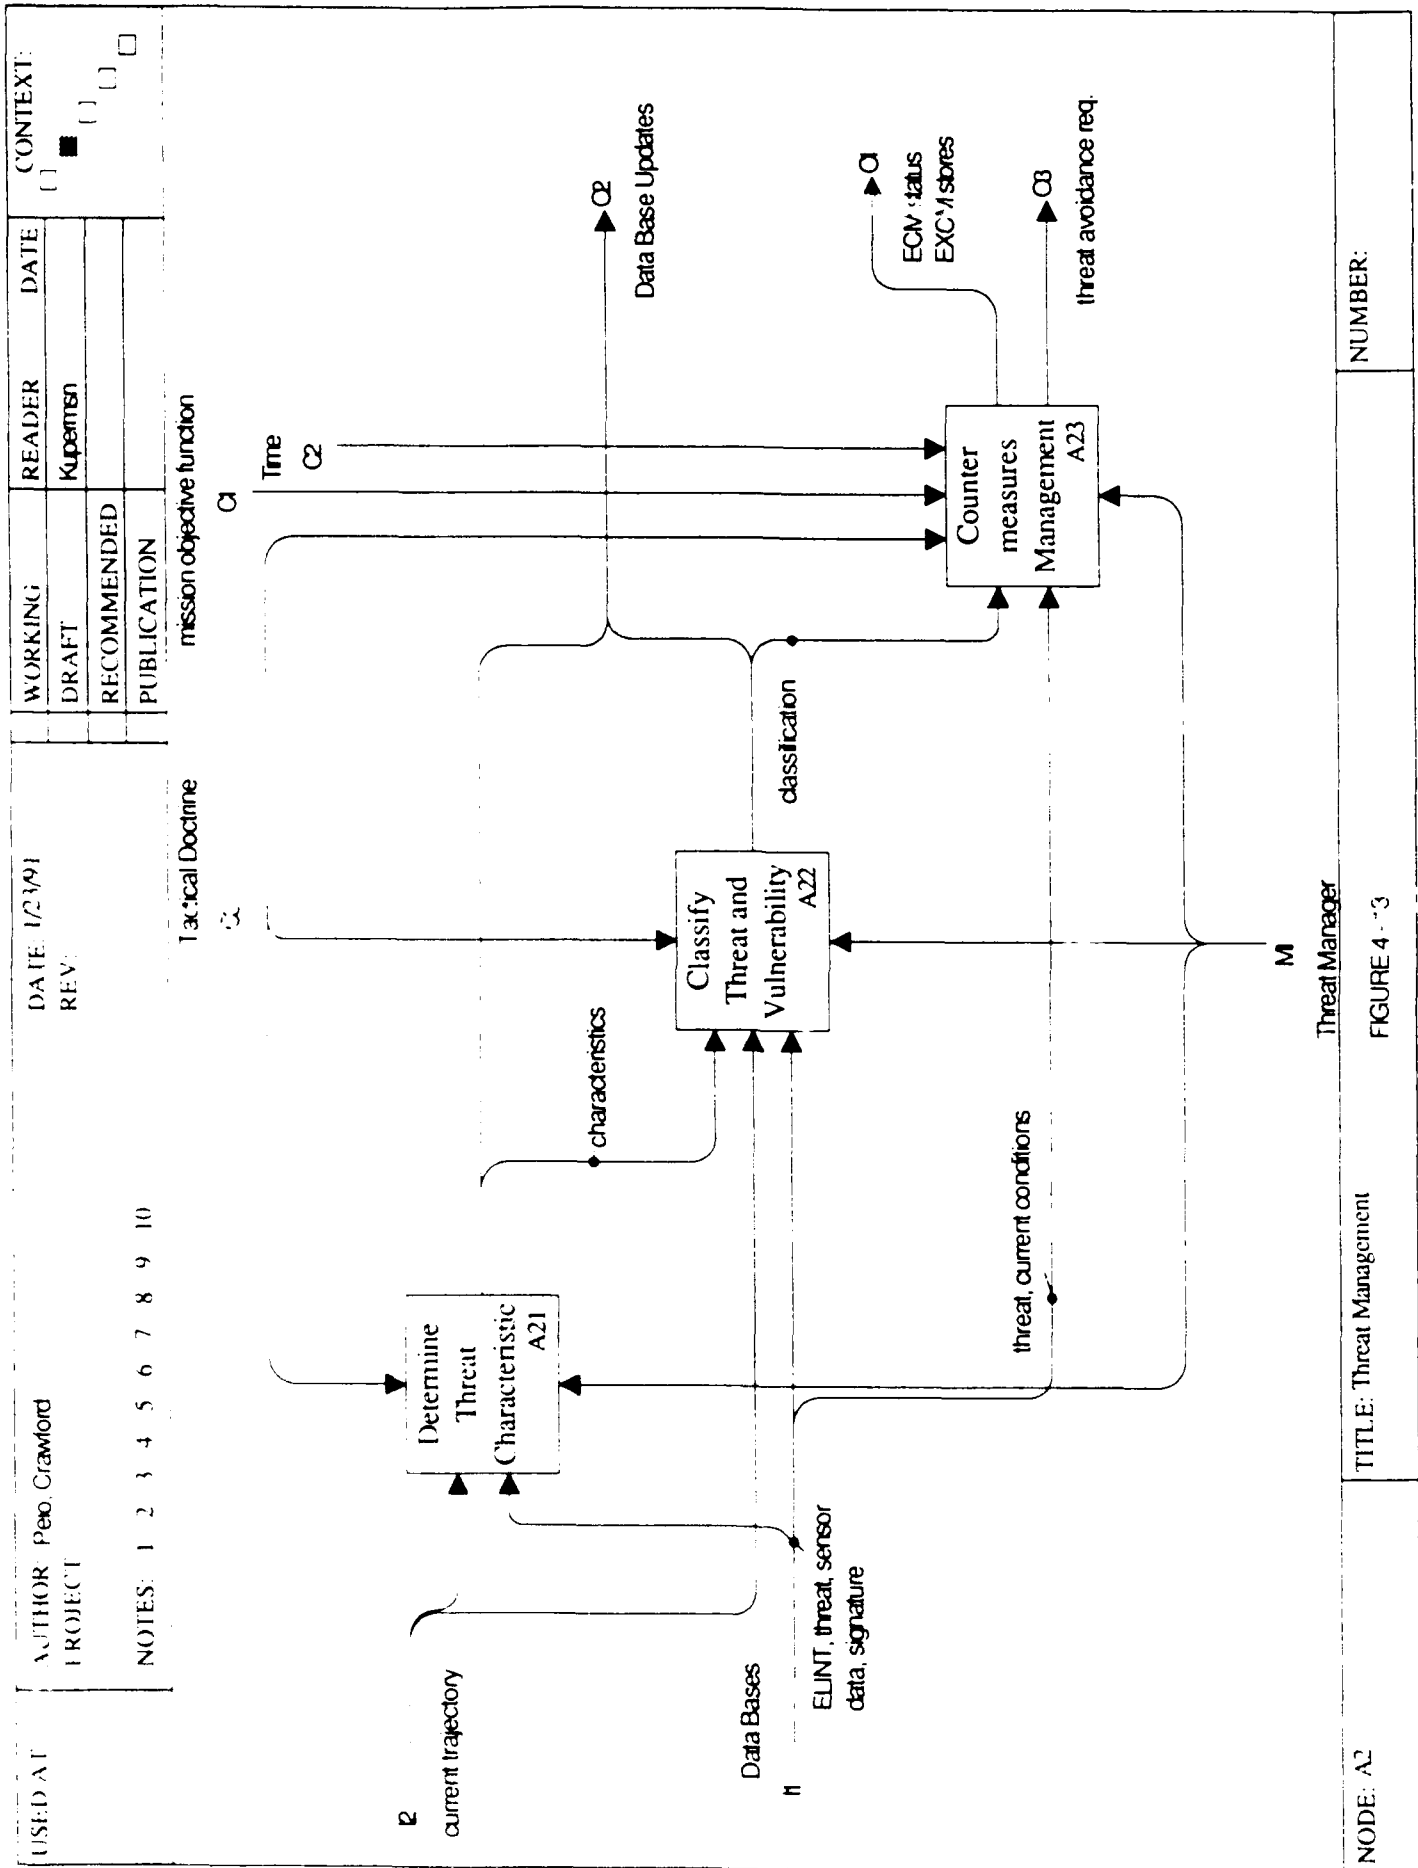 USED AT
AUTHOR Pero, Crawford
DATE 1/23/91
WORKING
READER
DATE
CONTEXT:
PROJECT
REV:
DRAFT
Kupermsn
RECOMMENDED
NOTES: 1 2 3 4 5 6 7 8 9 10
PUBLICATION
Tactical Doctrine
mission objective function
C1
Time
C2
I2
current trajectory
Determine
Threat
Characteristic
A21
characteristics
O2
Data Base Updates
Data Bases
I1
ELINT, threat, sensor
data, signature
Classify
Threat and
Vulnerability
A22
classification
O1
ECM status
EXCM stores
Counter
measures
Management
A23
O3
threat avoidance req.
threat, current conditions
M1
Threat Manager
NODE: A2
TITLE: Threat Management
FIGURE 4-13
NUMBER: